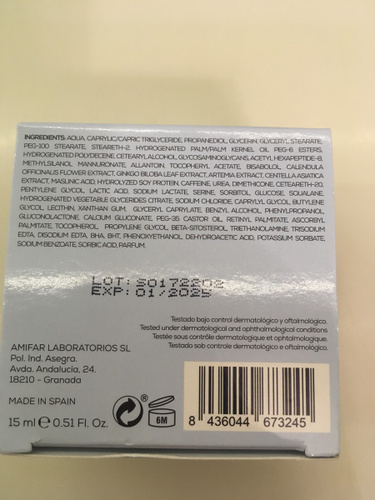 INGREDIENTS: AQUA, CAPRYLIC/CAPRIC TRIGLYCERIDE, PROPANEDIOL, GLYCERIN, GLYCERYL STEARATE,
PEG-100 STEARATE, STEARETH-2, HYDROGENATED PALM/PALM KERNEL OIL PEG-6 ESTERS,
HYDROGENATED POLYDECENE, CETEARYL ALCOHOL, GLYCOSAMINOGLYCANS, ACETYL HEXAPEPTIDE-8,
METHYLSILANOL MANNURONATE, ALLANTOIN, TOCOPHERYL ACETATE, BISABOLOL, CALENDULA
OFFICINALIS FLOWER EXTRACT, GINKGO BILOBA LEAF EXTRACT, ARTEMIA EXTRACT, CENTELLA ASIATICA
EXTRACT, MASLINIC ACID, HYDROLIZED SOY PROTEIN, CAFFEINE, UREA, DIMETHICONE, CETEARETH-20,
PENTYLENE GLYCOL, LACTIC ACID, SODIUM LACTATE, SERINE, SORBITOL, GLUCOSE, SQUALANE,
HYDROGENATED VEGETABLE GLYCERIDES CITRATE, SODIUM CHLORIDE, CAPRYLYL GLYCOL, BUTYLENE
GLYCOL, LECITHIN, XANTHAN GUM, GLYCERYL CAPRYLATE, BENZYL ALCOHOL, PHENYLPROPANOL,
GLUCONOLACTONE, CALCIUM GLUCONATE, PEG-35 CASTOR OIL, RETINYL PALMITATE, ASCORBYL
PALMITATE, TOCOPHEROL, PROPYLENE GLYCOL, BETA-SITOSTEROL, TRIETHANOLAMINE, TRISODIUM
EDTA, DISODIUM EDTA, BHA, BHT, PHENOXYETHANOL, DEHYDROACETIC ACID, POTASSIUM SORBATE,
SODIUM BENZOATE, SORBIC ACID, PARFUM.
LOT: S0172202
EXP: 01/2025
Testado bajo control dermatológico y oftalmológico.
Tested under dermatological and ophthalmological conditions
Testée sous contrôle dermatologique et ophtalmologique.
Testado sob controle dermatológico e oftalmológico.
AMIFAR LABORATORIOS SL
Pol. Ind. Asegra.
Avda. Andalucía, 24.
18210 - Granada
MADE IN SPAIN
15 ml e 0.51 Fl. Oz.
6M
8 436044 673245